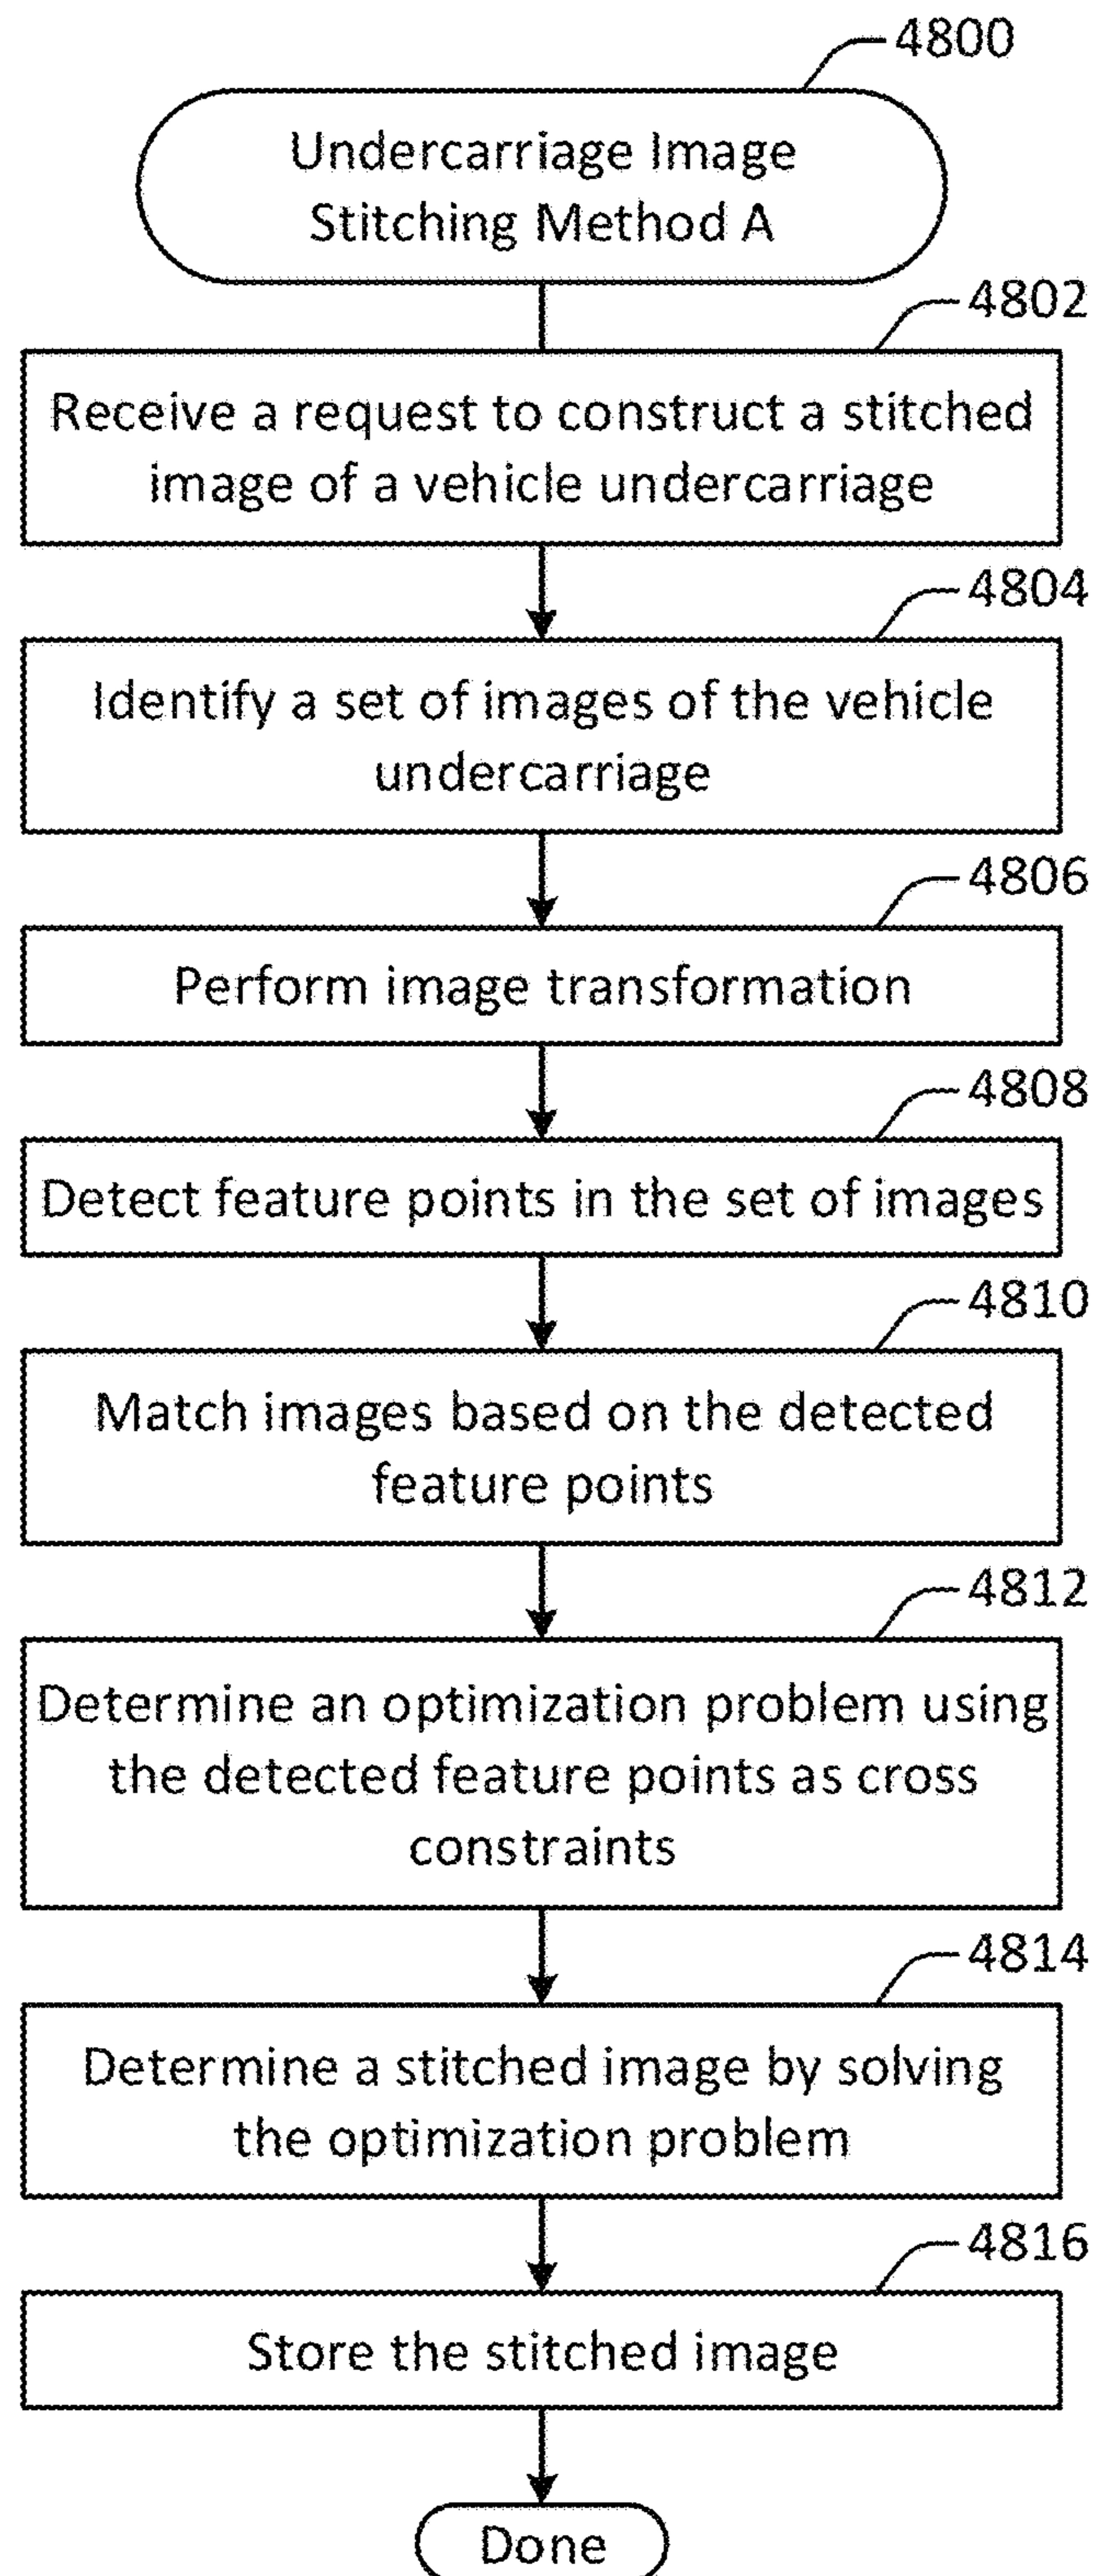 4800
Undercarriage Image
Stitching Method A
4802
Receive a request to construct a stitched
image of a vehicle undercarriage
4804
Identify a set of images of the vehicle
undercarriage
4806
Perform image transformation
4808
Detect feature points in the set of images
4810
Match images based on the detected
feature points
4812
Determine an optimization problem using
the detected feature points as cross
constraints
4814
Determine a stitched image by solving
the optimization problem
4816
Store the stitched image
Done